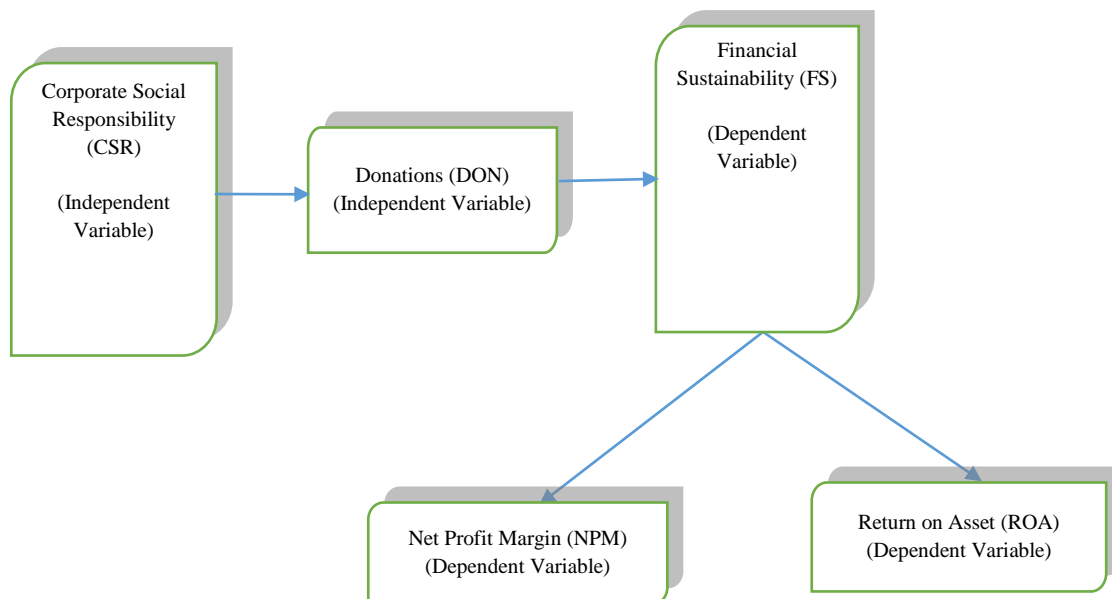 Corporate Social
Responsibility
(CSR)
(Independent
Variable)
Donations (DON)
(Independent Variable)
Financial
Sustainability (FS)
(Dependent
Variable)
Net Profit Margin (NPM)
(Dependent Variable)
Return on Asset (ROA)
(Dependent Variable)